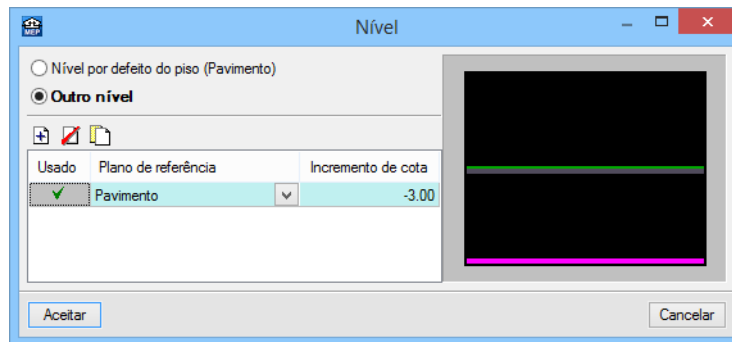 MEP
Nível
Nível por defeito do piso (Pavimento)
Outro nível
Usado Plano de referência Incremento de cota
Pavimento -3.00
Aceitar Cancelar